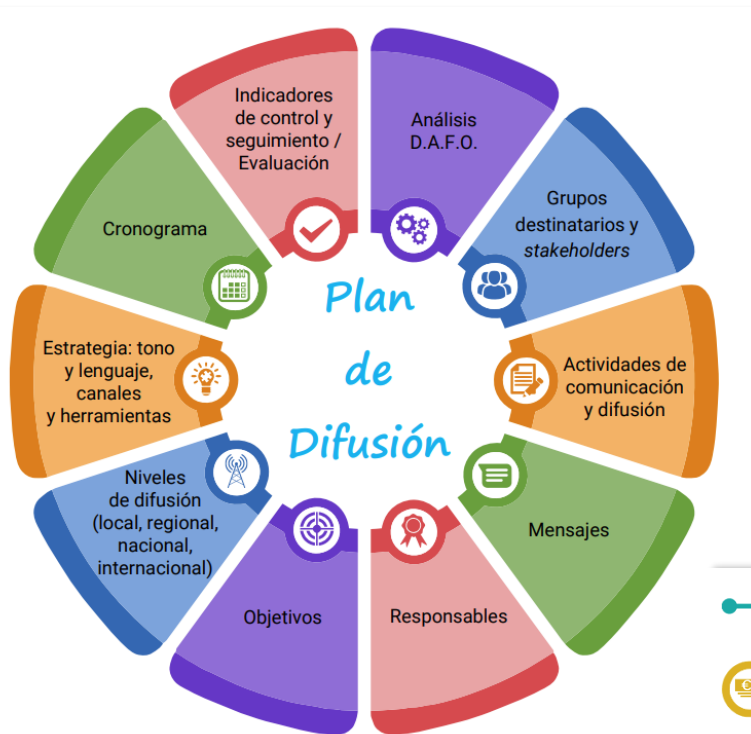 Plan
de
Difusión
Análisis
D.A.F.O.
Grupos
destinatarios y
stakeholders
Actividades de
comunicación
y difusión
Mensajes
Responsables
Objetivos
Niveles
de difusión
(local, regional,
nacional,
internacional)
Estrategia: tono
y lenguaje,
canales
y herramientas
Cronograma
Indicadores
de control y
seguimiento /
Evaluación